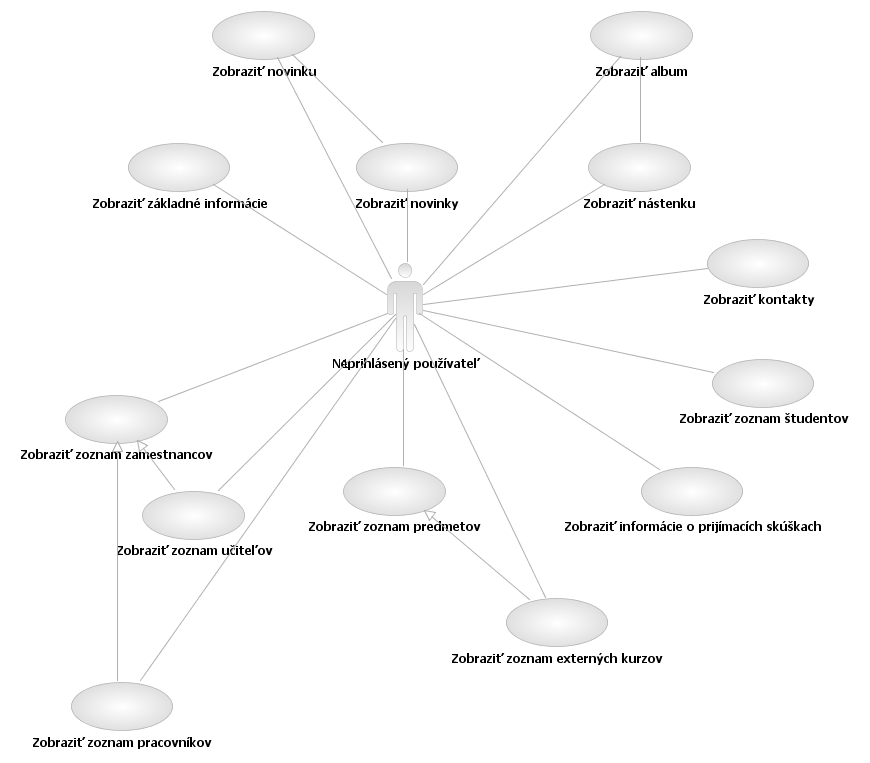 Zobraziť novinku
Zobraziť album
Zobraziť základné informácie
Zobraziť novinky
Zobraziť nástenku
Zobraziť kontakty
Neprihlásený používateľ
Zobraziť zoznam študentov
Zobraziť zoznam zamestnancov
Zobraziť zoznam učiteľov
Zobraziť zoznam predmetov
Zobraziť informácie o prijímacích skúškach
Zobraziť zoznam externých kurzov
Zobraziť zoznam pracovníkov